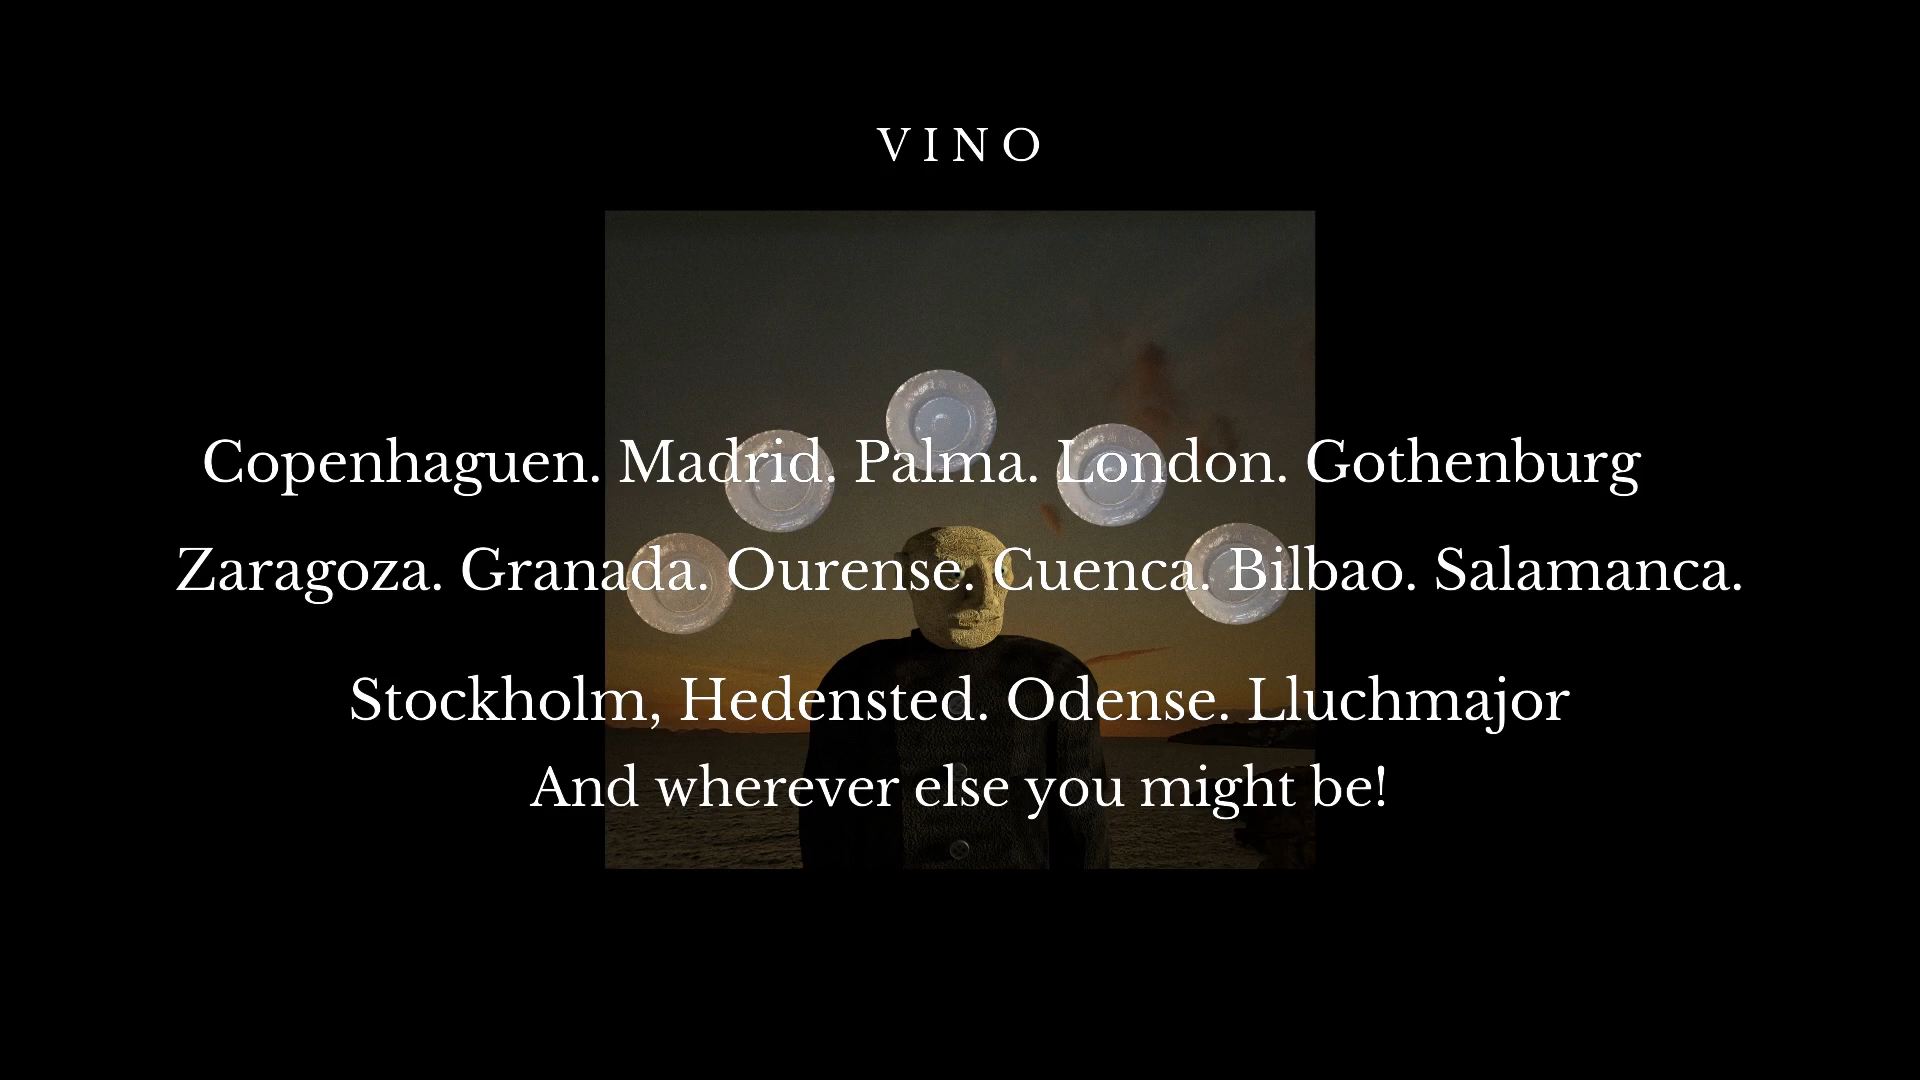 VINO
Copenhaguen. Madrid. Palma. London. Gothenburg
Zaragoza. Granada. Ourense. Cuenca. Bilbao. Salamanca.
Stockholm, Hedensted. Odense. Lluchmajor
And wherever else you might be!